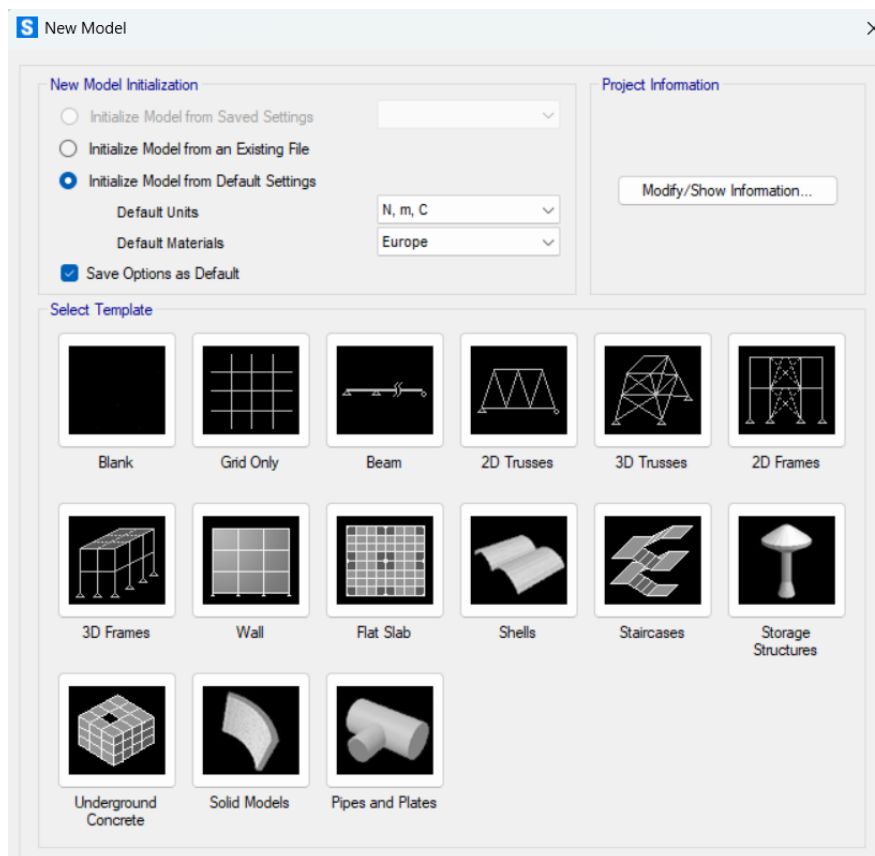 S New Model
New Model Initialization
Project Information
Initialize Model from Saved Settings
Initialize Model from an Existing File
Initialize Model from Default Settings
Modify/Show Information...
Default Units
N, m, C
Default Materials
Europe
Save Options as Default
Select Template
Blank
Grid Only
Beam
2D Trusses
3D Trusses
2D Frames
3D Frames
Wall
Flat Slab
Shells
Staircases
Storage
Structures
Underground
Concrete
Solid Models
Pipes and Plates